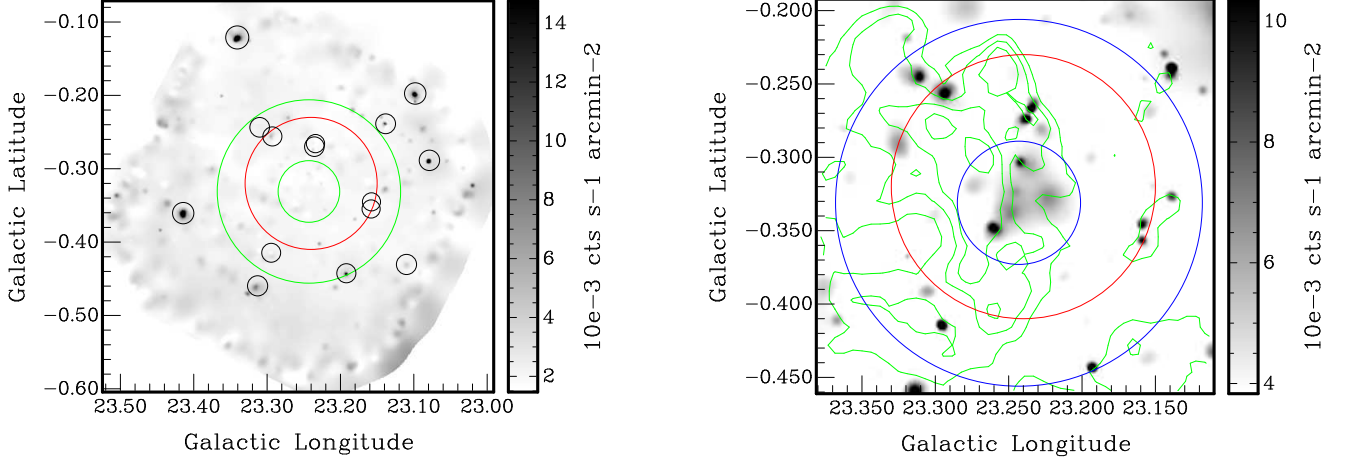 -0.10
-0.20
-0.30
-0.40
-0.50
-0.60
Galactic Latitude
23.50 23.40 23.30 23.20 23.10 23.00
Galactic Longitude
14
12
10
8
6
4
2
10e-3 cts s-1 arcmin-2
-0.200
-0.250
-0.300
-0.350
-0.400
-0.450
Galactic Latitude
23.350 23.300 23.250 23.200 23.150
Galactic Longitude
10
8
6
4
10e-3 cts s-1 arcmin-2